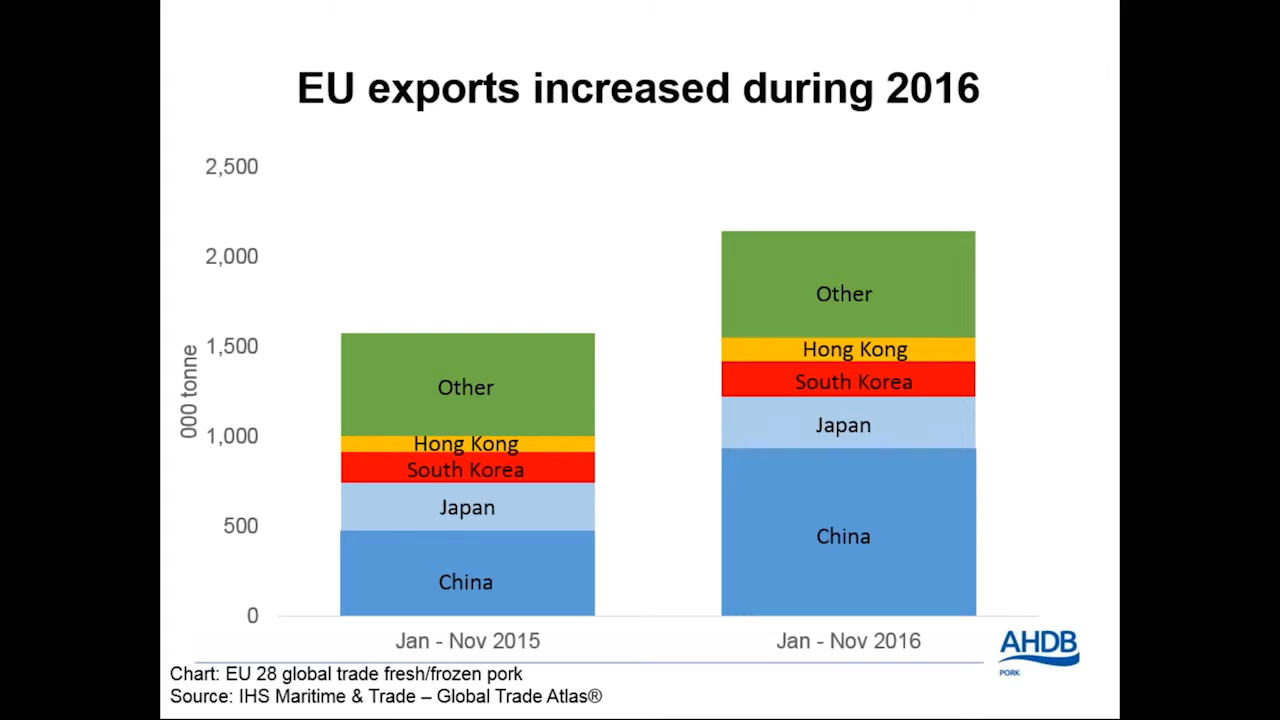 EU exports increased during 2016
2,500
2,000
1,500
1,000
500
0
000 tonne
Other
Hong Kong
South Korea
Japan
China
Other
Hong Kong
South Korea
Japan
China
Jan - Nov 2015
Jan - Nov 2016
AHDB
PORK
Chart: EU 28 global trade fresh/frozen pork
Source: IHS Maritime & Trade – Global Trade Atlas®